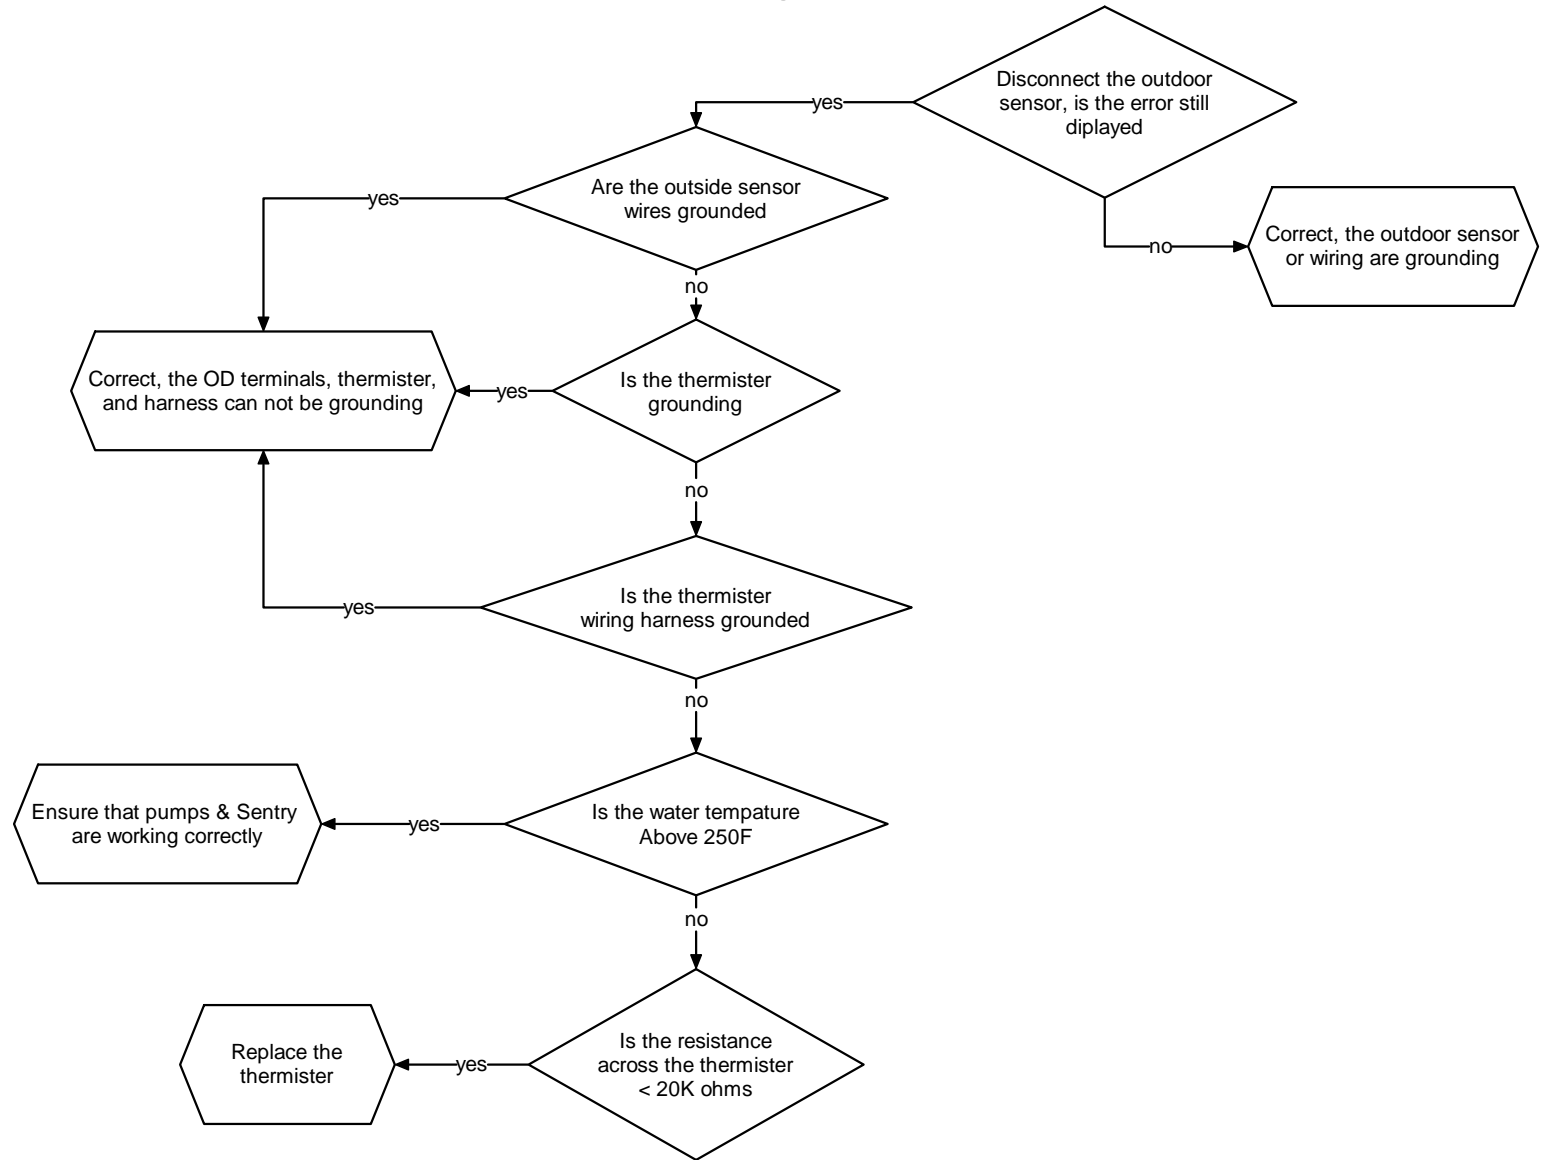 Disconnect the outdoor
sensor, is the error still
diplayed
yes
Are the outside sensor
wires grounded
yes
no
Correct, the outdoor sensor
or wiring are grounding
no
Correct, the OD terminals, thermister,
and harness can not be grounding
yes
Is the thermister
grounding
no
Is the thermister
wiring harness grounded
yes
no
Ensure that pumps & Sentry
are working correctly
yes
Is the water tempature
Above 250F
no
Replace the
thermister
yes
Is the resistance
across the thermister
< 20K ohms